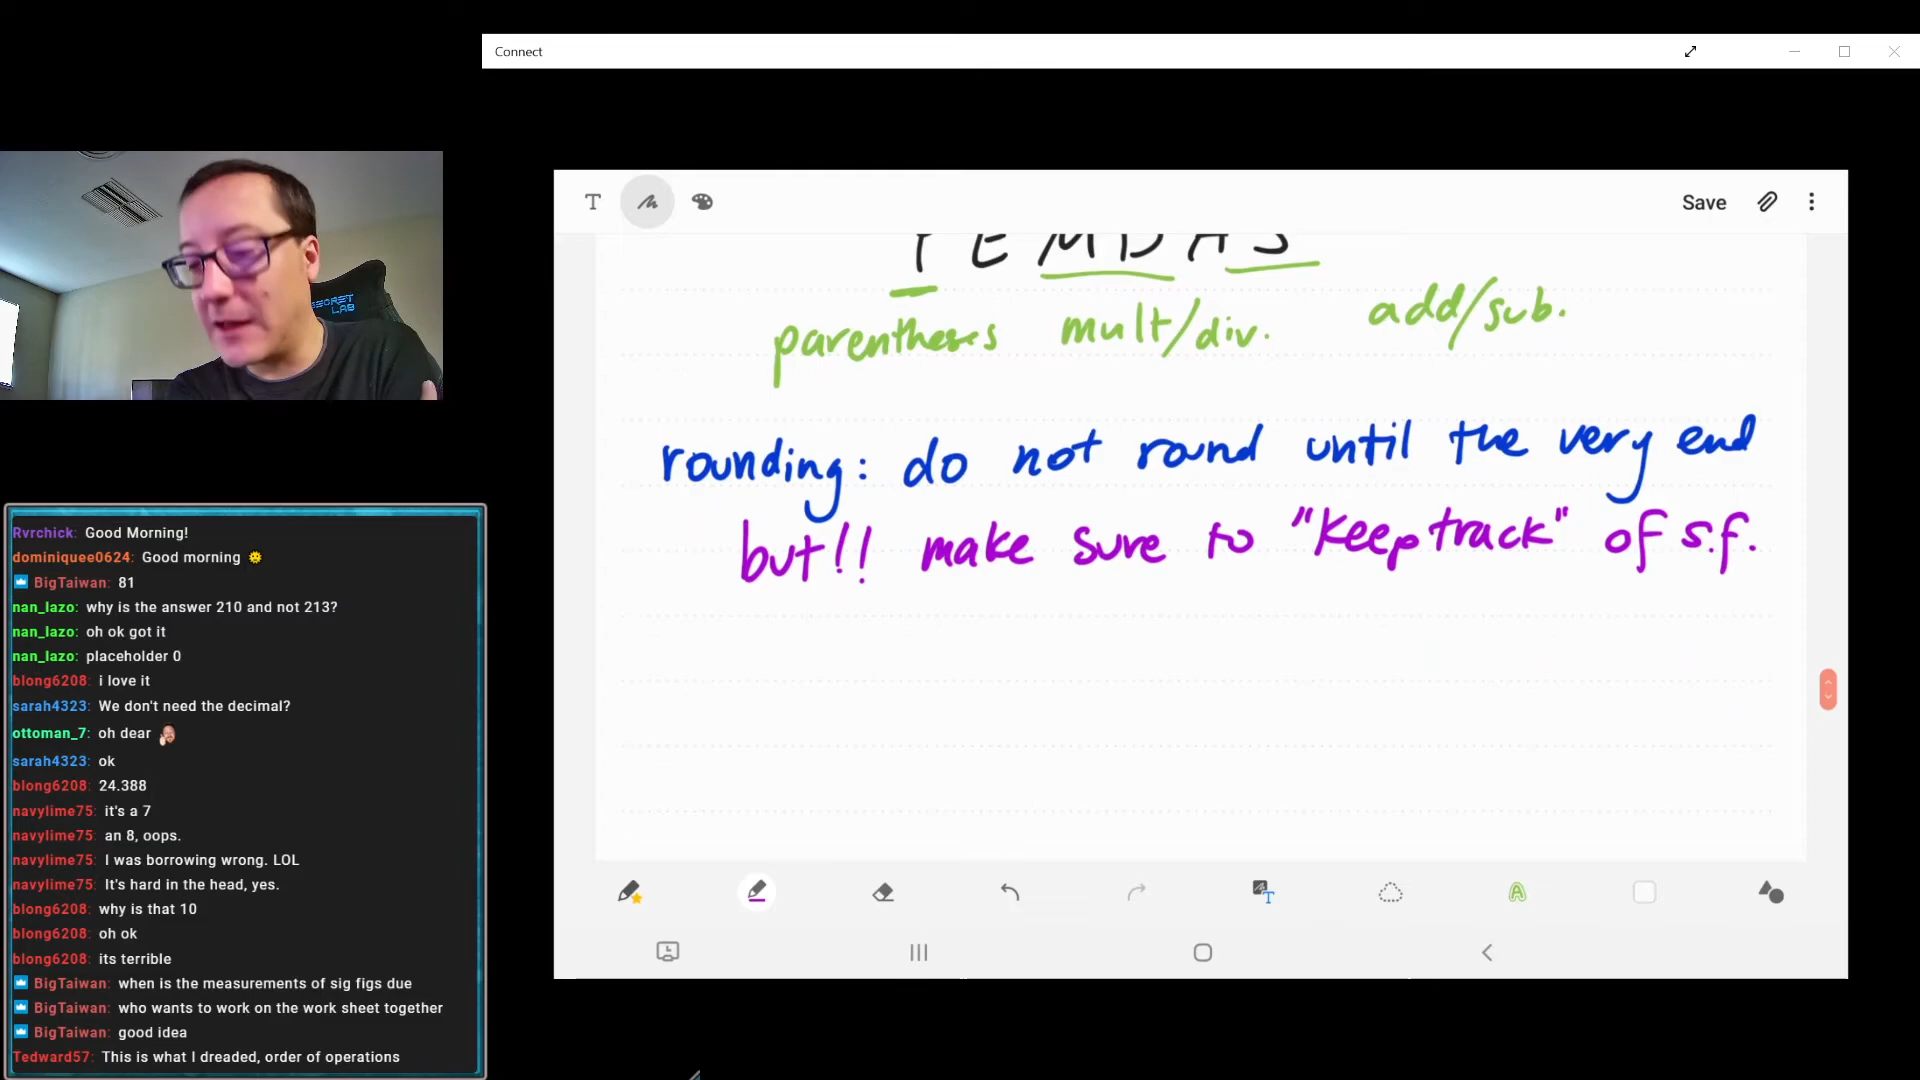 Connect
T
Save
PEMDAS
parentheses mult/div. add/sub.
rounding: do not round until the very end
but!! make sure to "keep track" of s.f.
SECRET
LAB
Rvrchick: Good Morning!
dominiquee0624: Good morning
BigTaiwan: 81
nan_lazo: why is the answer 210 and not 213?
nan_lazo: oh ok got it
nan_lazo: placeholder 0
blong6208: i love it
sarah4323: We don't need the decimal?
ottoman_7: oh dear
sarah4323: ok
blong6208: 24.388
navylime75: it's a 7
navylime75: an 8, oops.
navylime75: I was borrowing wrong. LOL
navylime75: It's hard in the head, yes.
blong6208: why is that 10
blong6208: oh ok
blong6208: its terrible
BigTaiwan: when is the measurements of sig figs due
BigTaiwan: who wants to work on the work sheet together
BigTaiwan: good idea
Tedward57: This is what I dreaded, order of operations